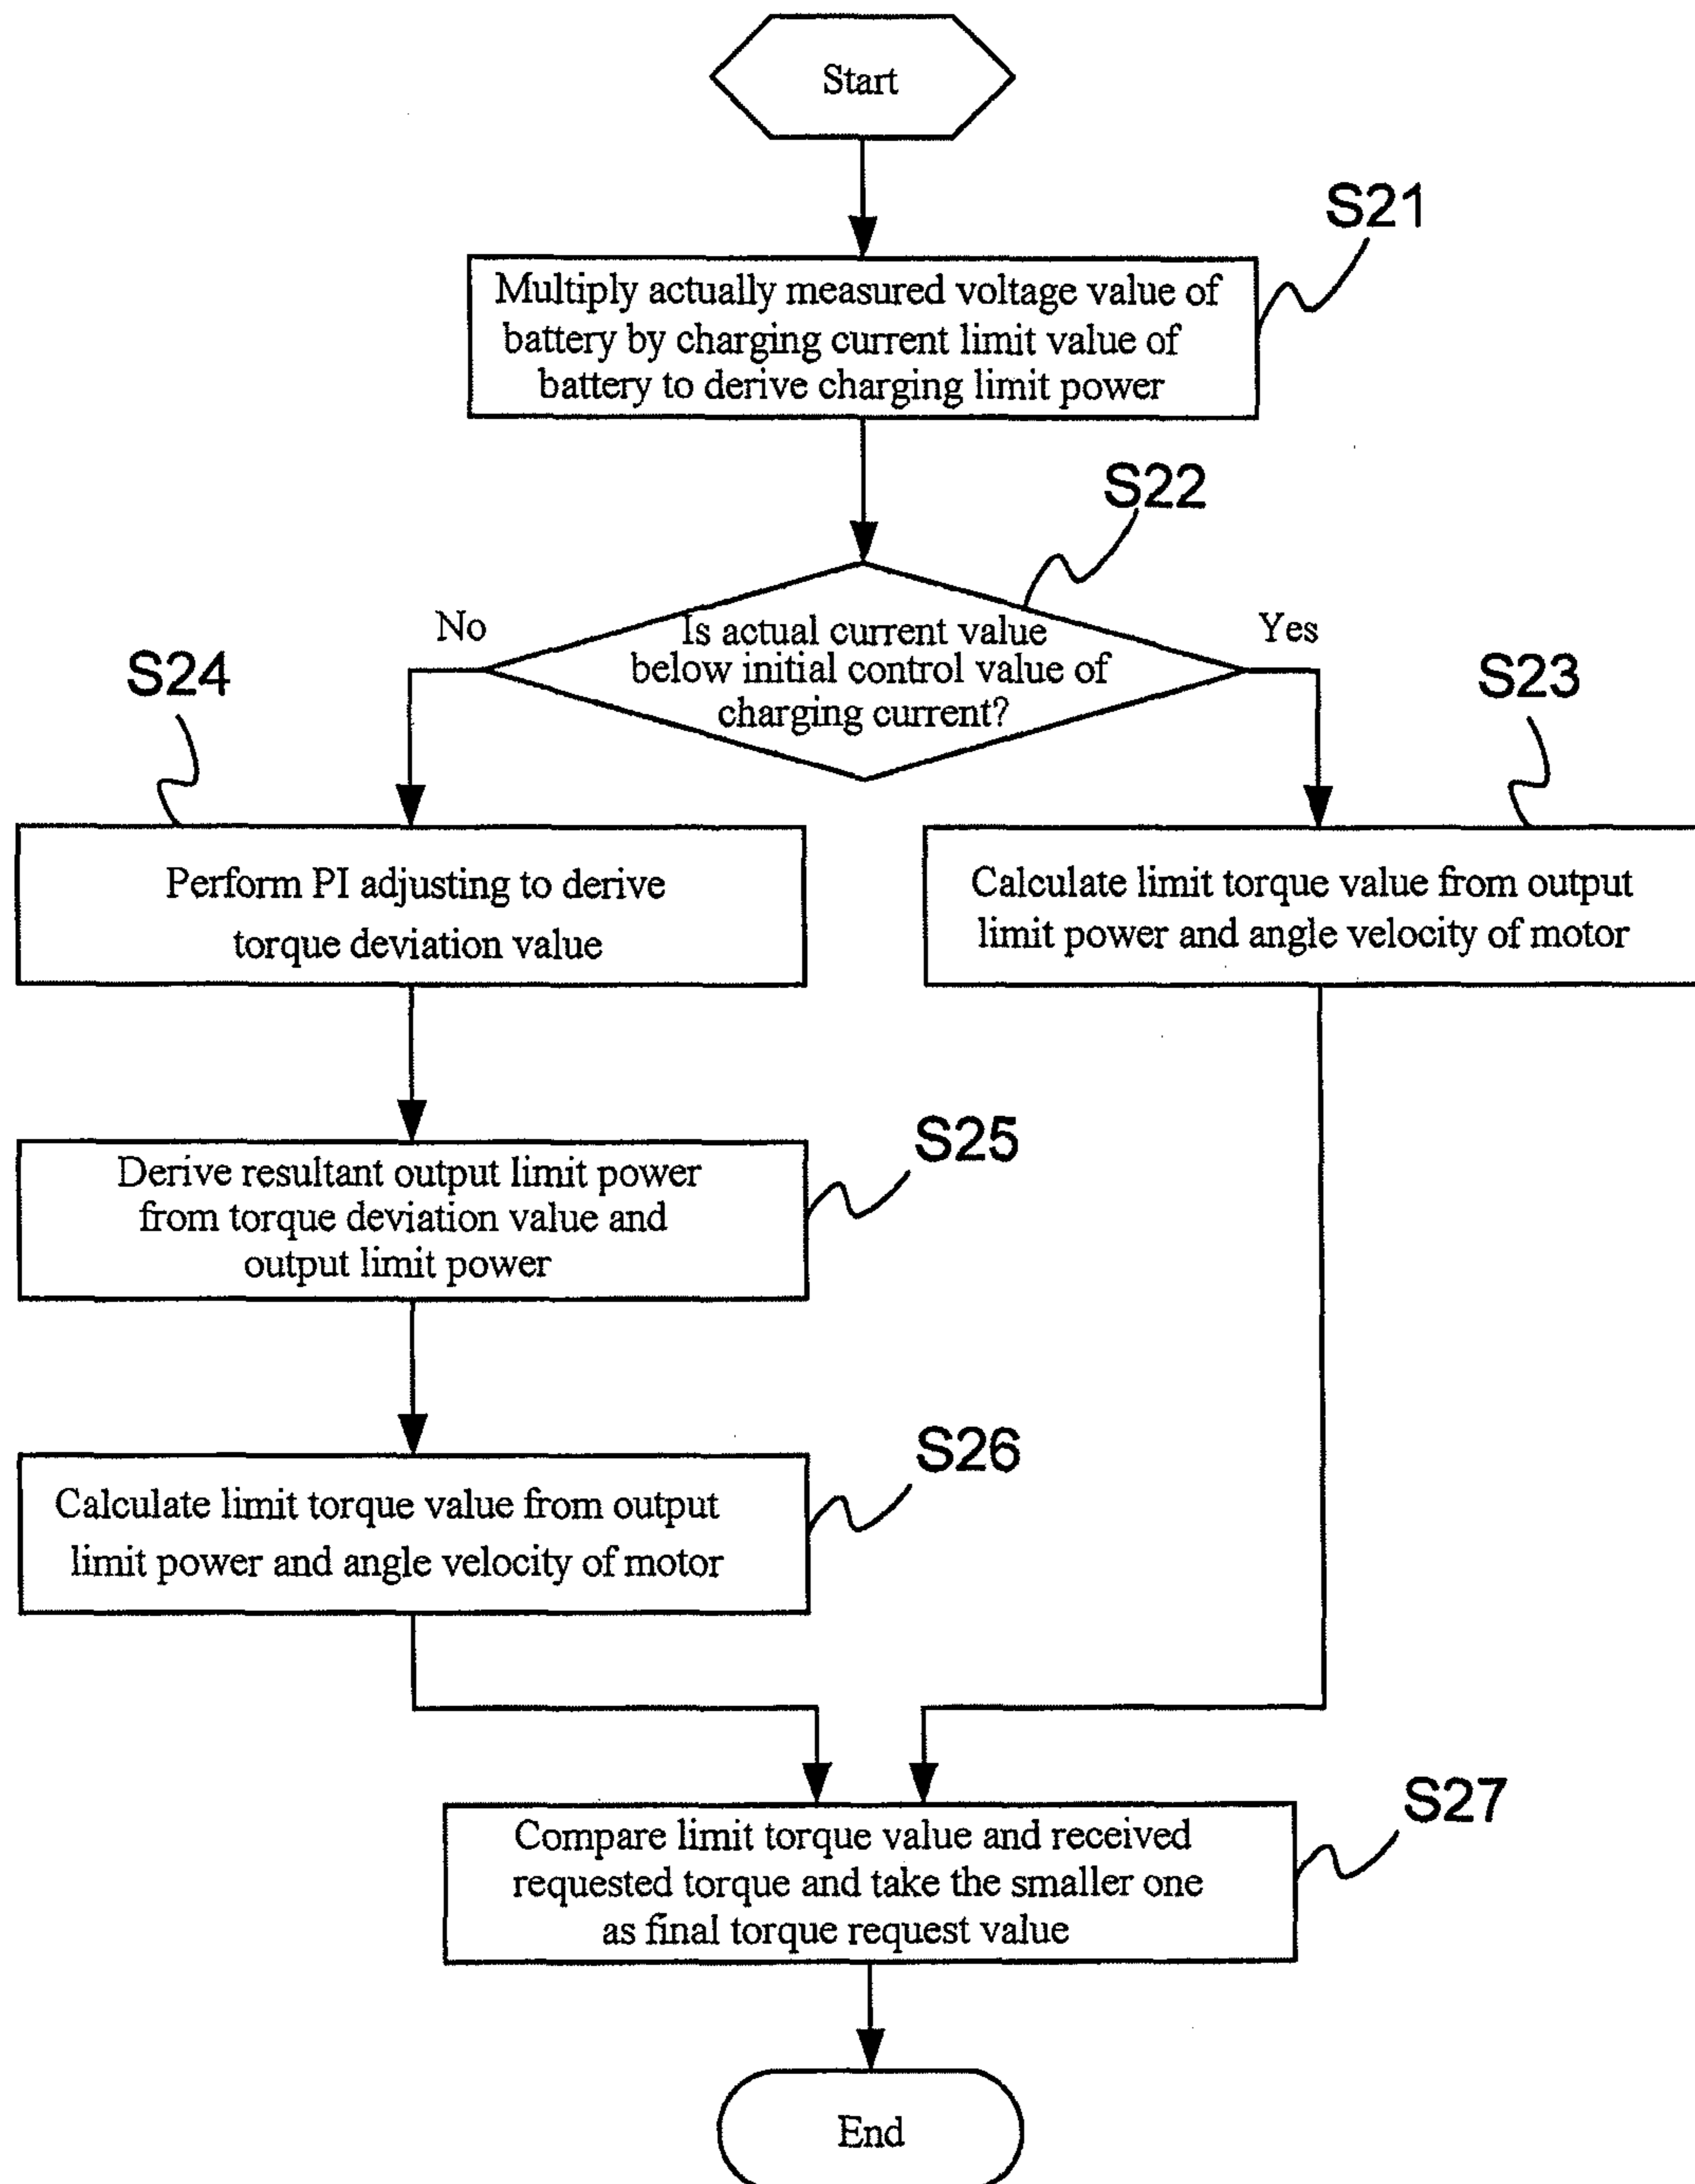 Start
S21
Multiply actually measured voltage value of
battery by charging current limit value of
battery to derive charging limit power
S22
No
Is actual current value
below initial control value of
charging current?
Yes
S24
S23
Perform PI adjusting to derive
torque deviation value
Calculate limit torque value from output
limit power and angle velocity of motor
S25
Derive resultant output limit power
from torque deviation value and
output limit power
S26
Calculate limit torque value from output
limit power and angle velocity of motor
S27
Compare limit torque value and received
requested torque and take the smaller one
as final torque request value
End